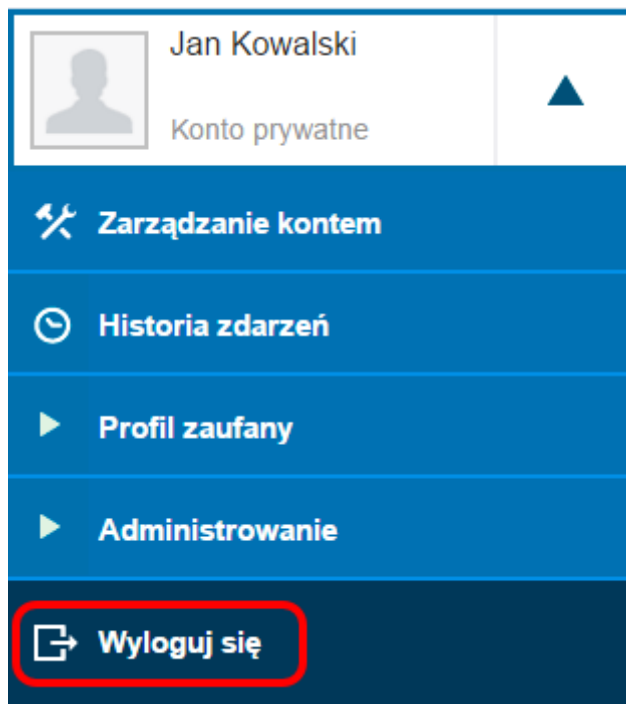 Jan Kowalski
Konto prywatne
Zarządzanie kontem
Historia zdarzeń
Profil zaufany
Administrowanie
Wyloguj się